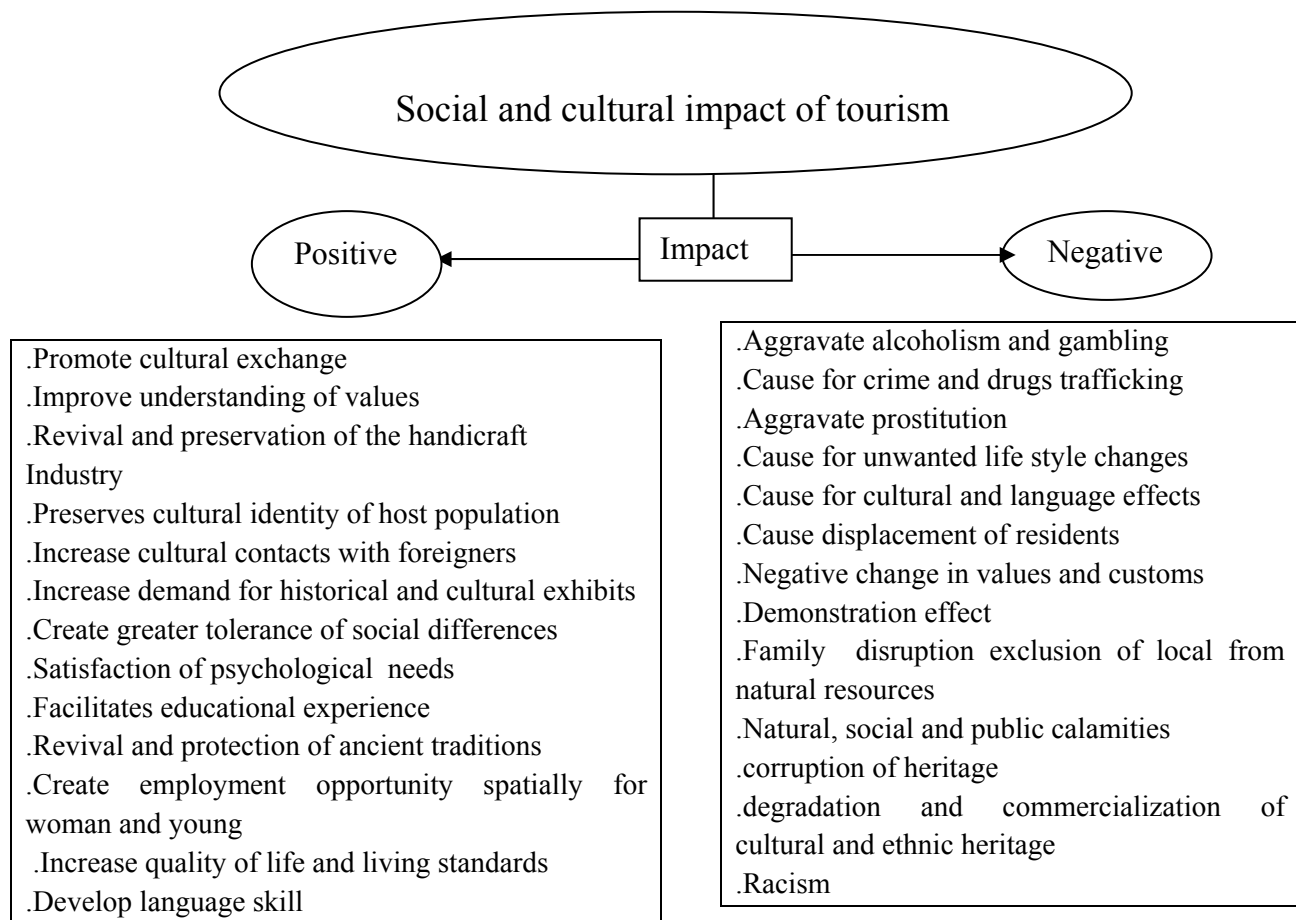 Social and cultural impact of tourism
Positive
Impact
Negative
.Promote cultural exchange
.Improve understanding of values
.Revival and preservation of the handicraft
Industry
.Preserves cultural identity of host population
.Increase cultural contacts with foreigners
.Increase demand for historical and cultural exhibits
.Create greater tolerance of social differences
.Satisfaction of psychological needs
.Facilitates educational experience
.Revival and protection of ancient traditions
.Create employment opportunity spatially for
woman and young
.Increase quality of life and living standards
.Develop language skill
.Aggravate alcoholism and gambling
.Cause for crime and drugs trafficking
.Aggravate prostitution
.Cause for unwanted life style changes
.Cause for cultural and language effects
.Cause displacement of residents
.Negative change in values and customs
.Demonstration effect
.Family disruption exclusion of local from
natural resources
.Natural, social and public calamities
.corruption of heritage
.degradation and commercialization of
cultural and ethnic heritage
.Racism